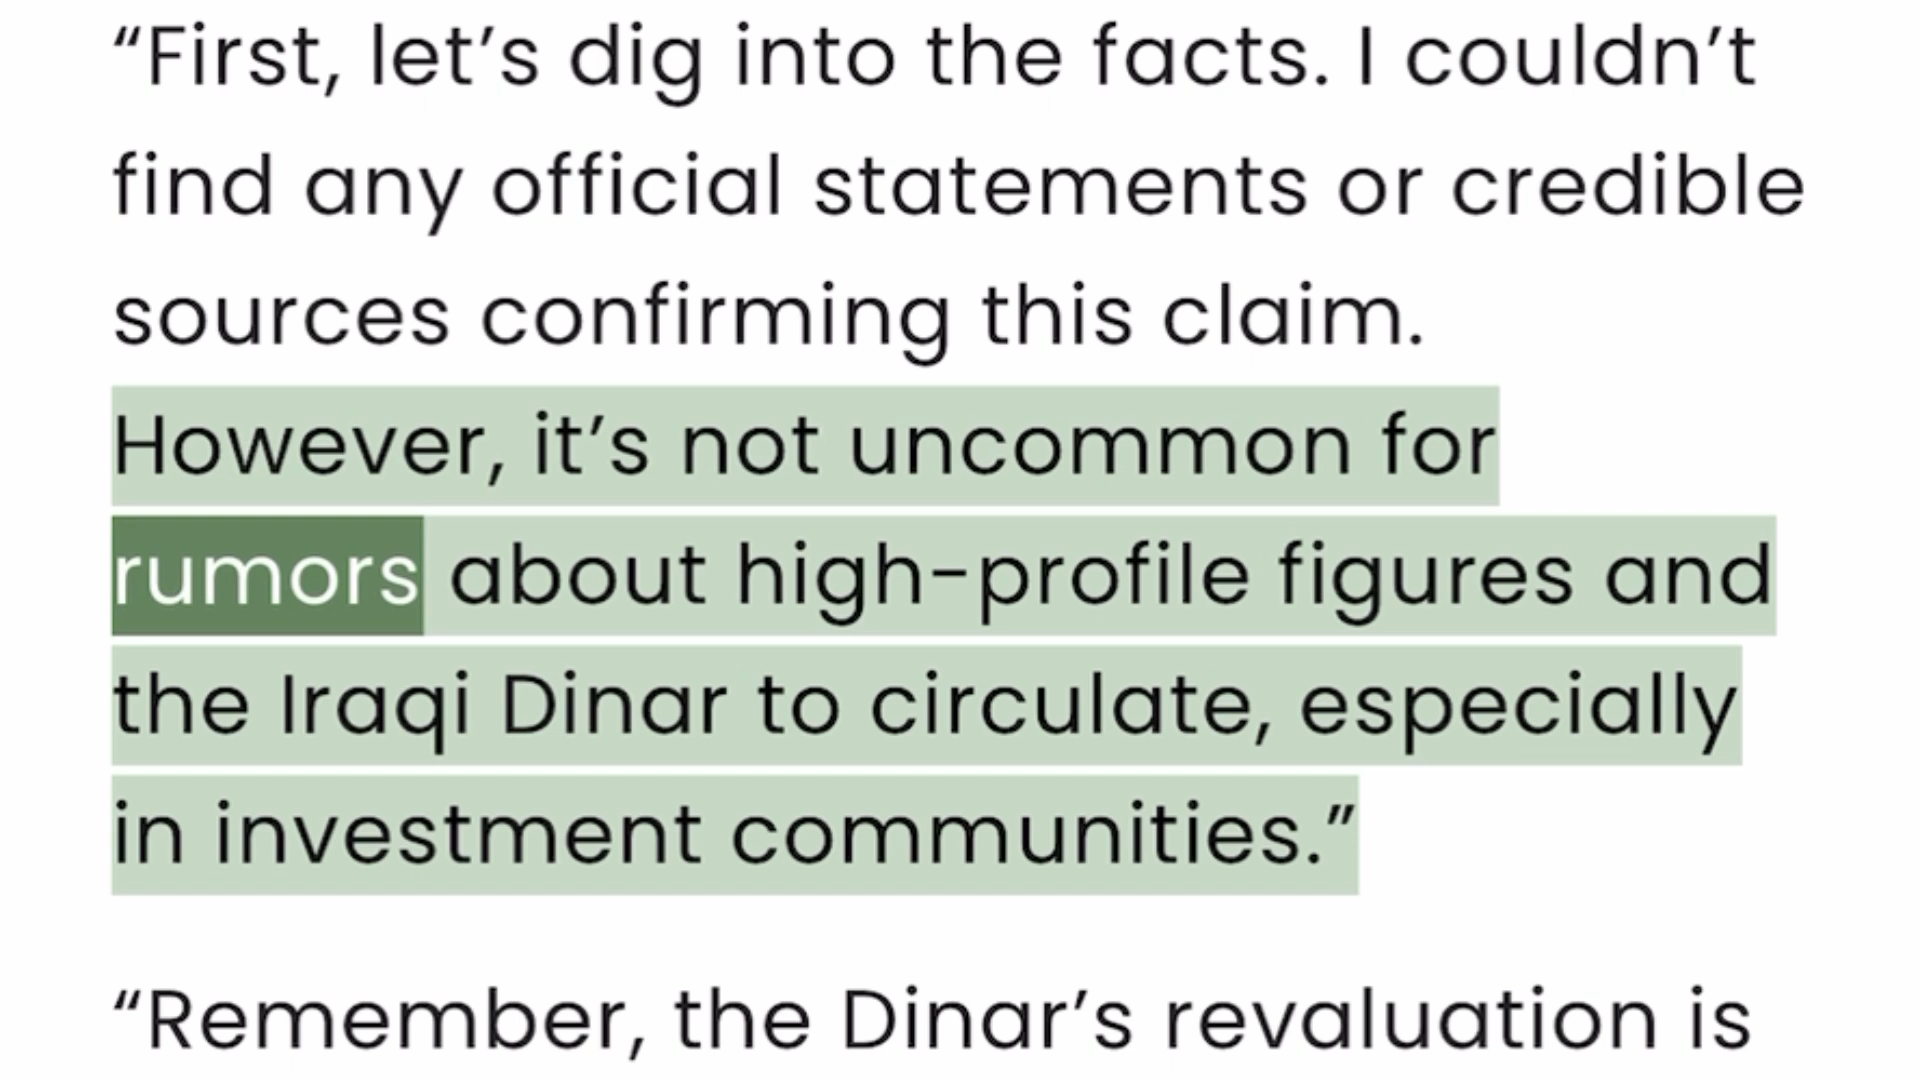 “First, let’s dig into the facts. I couldn’t
find any official statements or credible
sources confirming this claim.
However, it’s not uncommon for
rumors about high-profile figures and
the Iraqi Dinar to circulate, especially
in investment communities.”
“Remember, the Dinar’s revaluation is